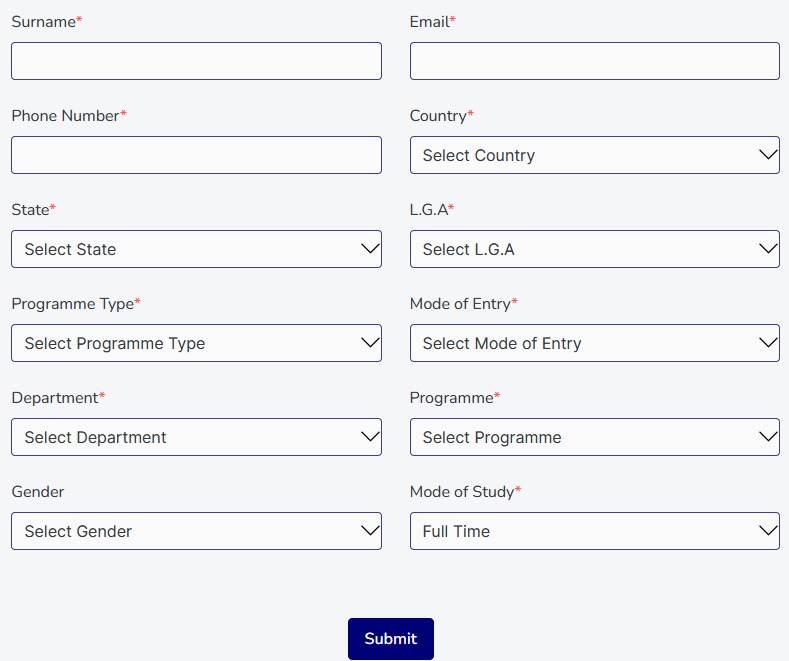 Surname*
Email*
Phone Number*
Country*
Select Country
State*
L.G.A*
Select State
Select L.G.A
Programme Type*
Mode of Entry*
Select Programme Type
Select Mode of Entry
Department*
Programme*
Select Department
Select Programme
Gender
Mode of Study*
Select Gender
Full Time
Submit